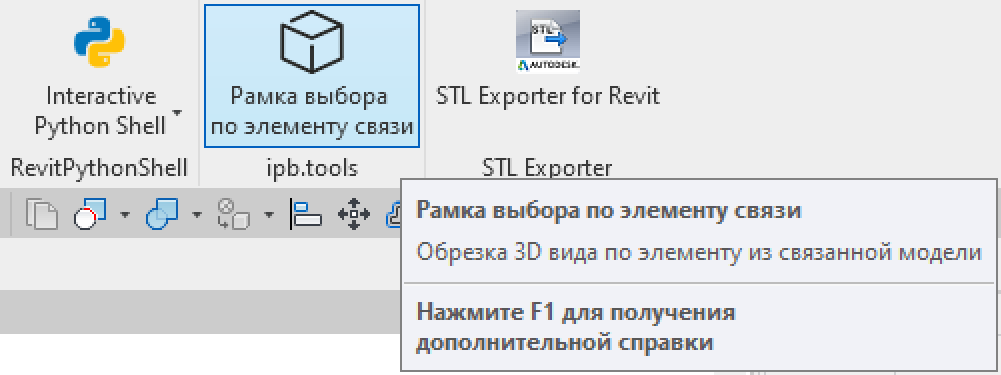 Interactive
Python Shell
RevitPythonShell
Рамка выбора
по элементу связи
ipb.tools
STL
AUTODESK.
STL Exporter for Revit
STL Exporter
Рамка выбора по элементу связи
Обрезка 3D вида по элементу из связанной модели
Нажмите F1 для получения
дополнительной справки